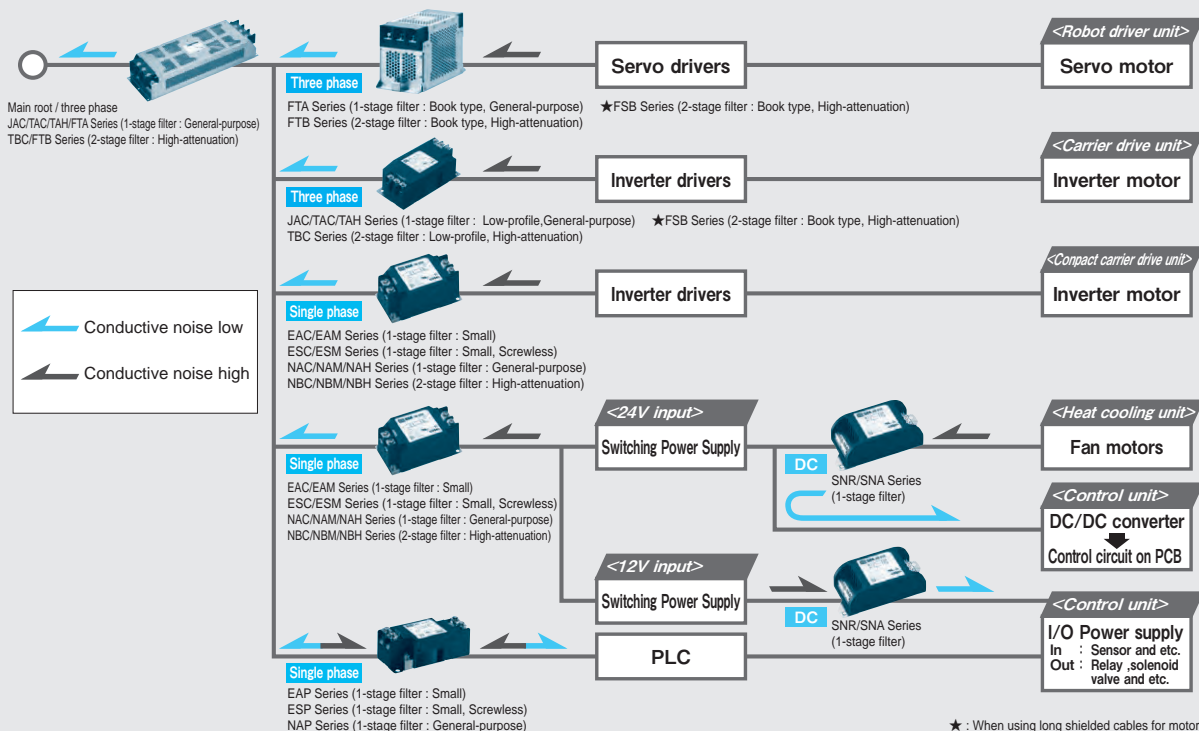 <Robot driver unit>
Three phase
Servo drivers
Servo motor
Main root / three phase
JAC/TAC/TAH/FTA Series (1-stage filter : General-purpose)
TBC/FTB Series (2-stage filter : High-attenuation)
FTA Series (1-stage filter : Book type, General-purpose)
★FSB Series (2-stage filter : Book type, High-attenuation)
FTB Series (2-stage filter : Book type, High-attenuation)
<Carrier drive unit>
Three phase
Inverter drivers
Inverter motor
JAC/TAC/TAH Series (1-stage filter : Low-profile,General-purpose)
★FSB Series (2-stage filter : Book type, High-attenuation)
TBC Series (2-stage filter : Low-profile, High-attenuation)
<Conpact carrier drive unit>
Single phase
Inverter drivers
Inverter motor
EAC/EAM Series (1-stage filter : Small)
ESC/ESM Series (1-stage filter : Small, Screwless)
NAC/NAM/NAH Series (1-stage filter : General-purpose)
NBC/NBM/NBH Series (2-stage filter : High-attenuation)
Conductive noise low
Conductive noise high
<24V input>
<Heat cooling unit>
Single phase
Switching Power Supply
Fan motors
DC
SNR/SNA Series
(1-stage filter)
EAC/EAM Series (1-stage filter : Small)
ESC/ESM Series (1-stage filter : Small, Screwless)
NAC/NAM/NAH Series (1-stage filter : General-purpose)
NBC/NBM/NBH Series (2-stage filter : High-attenuation)
<Control unit>
DC/DC converter
Control circuit on PCB
<12V input>
Switching Power Supply
DC
SNR/SNA Series
(1-stage filter)
<Control unit>
I/O Power supply
In : Sensor and etc.
Out : Relay ,solenoid
valve and etc.
Single phase
PLC
EAP Series (1-stage filter : Small)
ESP Series (1-stage filter : Small, Screwless)
NAP Series (1-stage filter : General-purpose)
★ : When using long shielded cables for motor